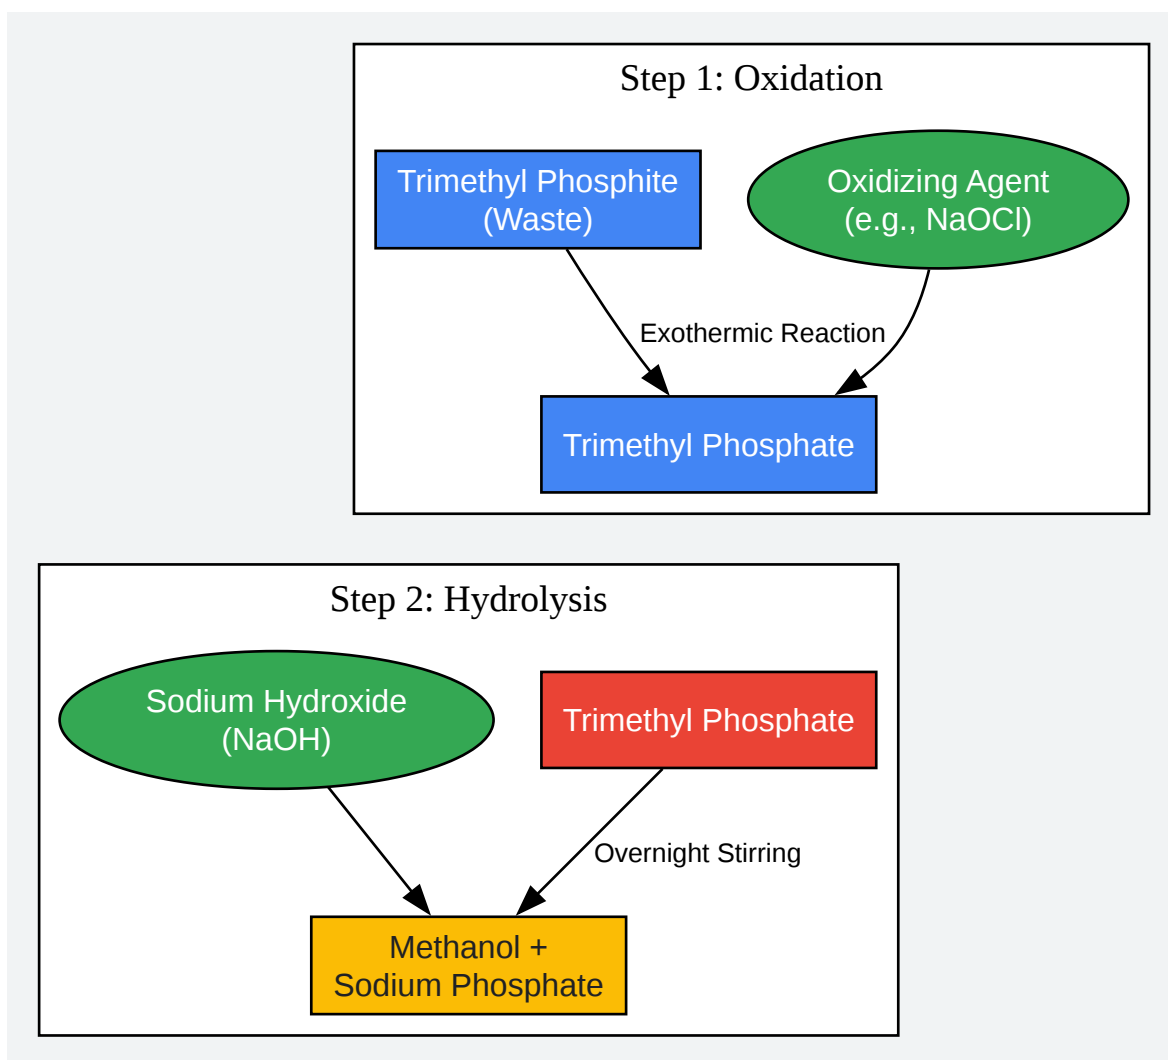 Step 1: Oxidation
Trimethyl Phosphite
(Waste)
Oxidizing Agent
(e.g., NaOCl)
Exothermic Reaction
Trimethyl Phosphate
Step 2: Hydrolysis
Sodium Hydroxide
(NaOH)
Trimethyl Phosphate
Overnight Stirring
Methanol +
Sodium Phosphate